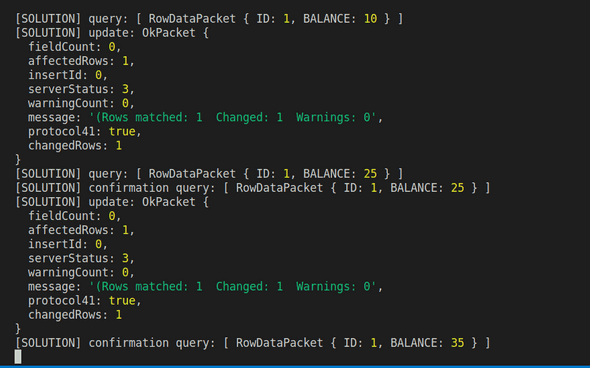 [SOLUTION] query: [ RowDataPacket { ID: 1, BALANCE: 10 } ]
[SOLUTION] update: OkPacket {
  fieldCount: 0,
  affectedRows: 1,
  insertId: 0,
  serverStatus: 3,
  warningCount: 0,
  message: '(Rows matched: 1  Changed: 1  Warnings: 0',
  protocol41: true,
  changedRows: 1
}
[SOLUTION] query: [ RowDataPacket { ID: 1, BALANCE: 25 } ]
[SOLUTION] confirmation query: [ RowDataPacket { ID: 1, BALANCE: 25 } ]
[SOLUTION] update: OkPacket {
  fieldCount: 0,
  affectedRows: 1,
  insertId: 0,
  serverStatus: 3,
  warningCount: 0,
  message: '(Rows matched: 1  Changed: 1  Warnings: 0',
  protocol41: true,
  changedRows: 1
}
[SOLUTION] confirmation query: [ RowDataPacket { ID: 1, BALANCE: 35 } ]